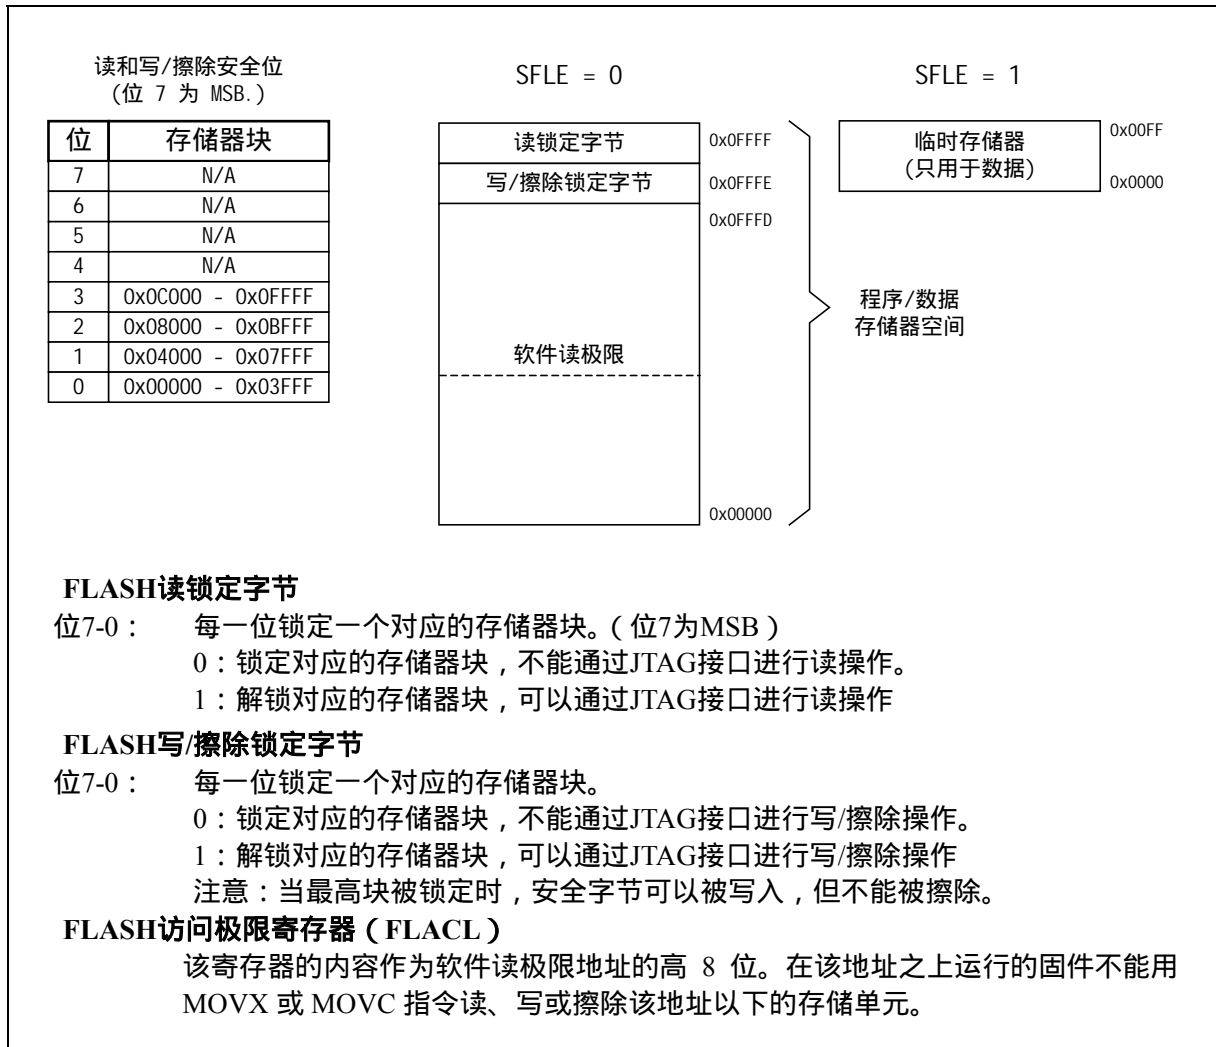 读和写/擦除安全位
(位 7 为 MSB.)
位 存储器块
7 N/A
6 N/A
5 N/A
4 N/A
3 0x0C000 - 0x0FFFF
2 0x08000 - 0x0BFFF
1 0x04000 - 0x07FFF
0 0x00000 - 0x03FFF
SFLE = 0
读锁定字节 0x0FFFF
写/擦除锁定字节 0x0FFFE
0x0FFFD
软件读极限
0x00000
程序/数据
存储器空间
SFLE = 1
临时存储器
(只用于数据)
0x00FF
0x0000
FLASH读锁定字节
位7-0： 每一位锁定一个对应的存储器块。（位7为MSB）
0：锁定对应的存储器块，不能通过JTAG接口进行读操作。
1：解锁对应的存储器块，可以通过JTAG接口进行读操作
FLASH写/擦除锁定字节
位7-0： 每一位锁定一个对应的存储器块。
0：锁定对应的存储器块，不能通过JTAG接口进行写/擦除操作。
1：解锁对应的存储器块，可以通过JTAG接口进行写/擦除操作
注意：当最高块被锁定时，安全字节可以被写入，但不能被擦除。
FLASH访问极限寄存器（FLACL）
该寄存器的内容作为软件读极限地址的高 8 位。在该地址之上运行的固件不能用
MOVX 或 MOVC 指令读、写或擦除该地址以下的存储单元。